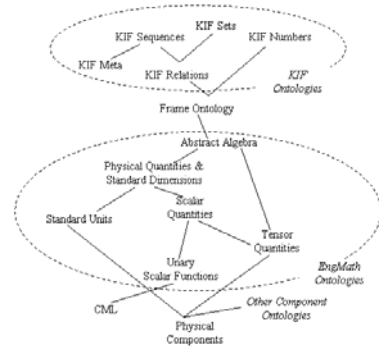 KIF Sets
KIF Sequences
KIF Numbers
KIF Meta
KIF Relations
KIF
Ontologies
Frame Ontology
Abstract Algebra
Physical Quantities &
Standard Dimensions
Scalar
Quantities
Standard Units
Tensor
Quantities
Unary
Scalar Functions
EngMath
Ontologies
CML
Other Component
Ontologies
Physical
Components